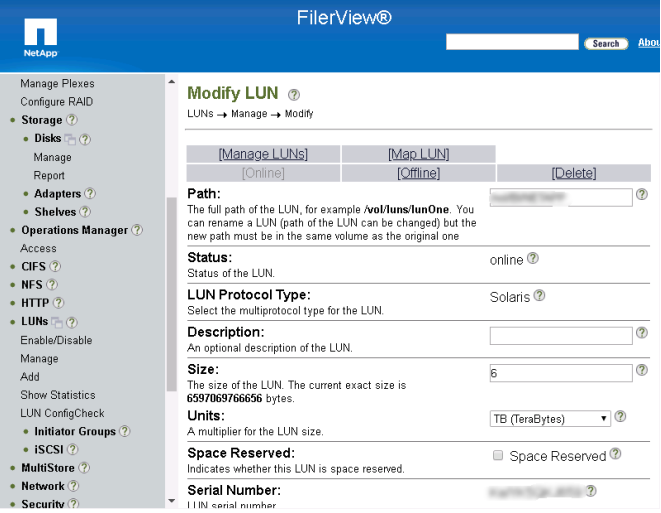 FilerView®
NetApp
Search
Abou
Manage Plexes
Configure RAID
Storage
Disks
Manage
Report
Adapters
Shelves
Operations Manager
Access
CIFS
NFS
HTTP
LUNs
Enable/Disable
Manage
Add
Show Statistics
LUN ConfigCheck
Initiator Groups
iSCSI
MultiStore
Network
Security
Modify LUN
LUNs → Manage → Modify
[Manage LUNs] [Map LUN]
[Online] [Offline] [Delete]
Path:
The full path of the LUN, for example /vol/luns/lunOne. You
can rename a LUN (path of the LUN can be changed) but the
new path must be in the same volume as the original one
Status:
Status of the LUN.
online
LUN Protocol Type:
Select the multiprotocol type for the LUN.
Solaris
Description:
An optional description of the LUN.
Size:
The size of the LUN. The current exact size is
6597069766656 bytes.
6
Units:
A multiplier for the LUN size.
TB (TeraBytes)
Space Reserved:
Indicates whether this LUN is space reserved.
Space Reserved
Serial Number:
LUN serial number